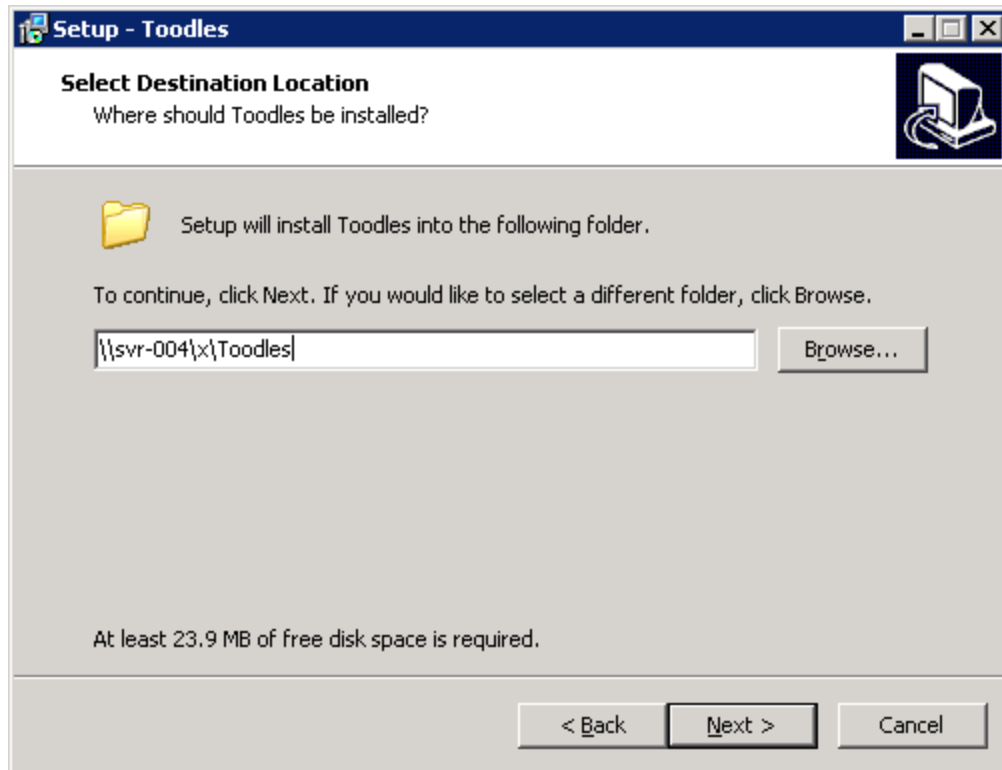 Setup - Toodles
Select Destination Location
Where should Toodles be installed?
Setup will install Toodles into the following folder.
To continue, click Next. If you would like to select a different folder, click Browse.
\\svr-004\x\Toodles
Browse...
At least 23.9 MB of free disk space is required.
< Back Next > Cancel